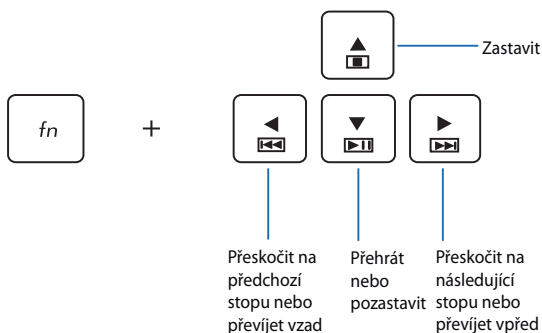 Zastavit
fn
+
Přeskočit na
předchozí
stopu nebo
převíjet vzad
Přehrát
nebo
pozastavit
Přeskočit na
následující
stopu nebo
převíjet vpřed